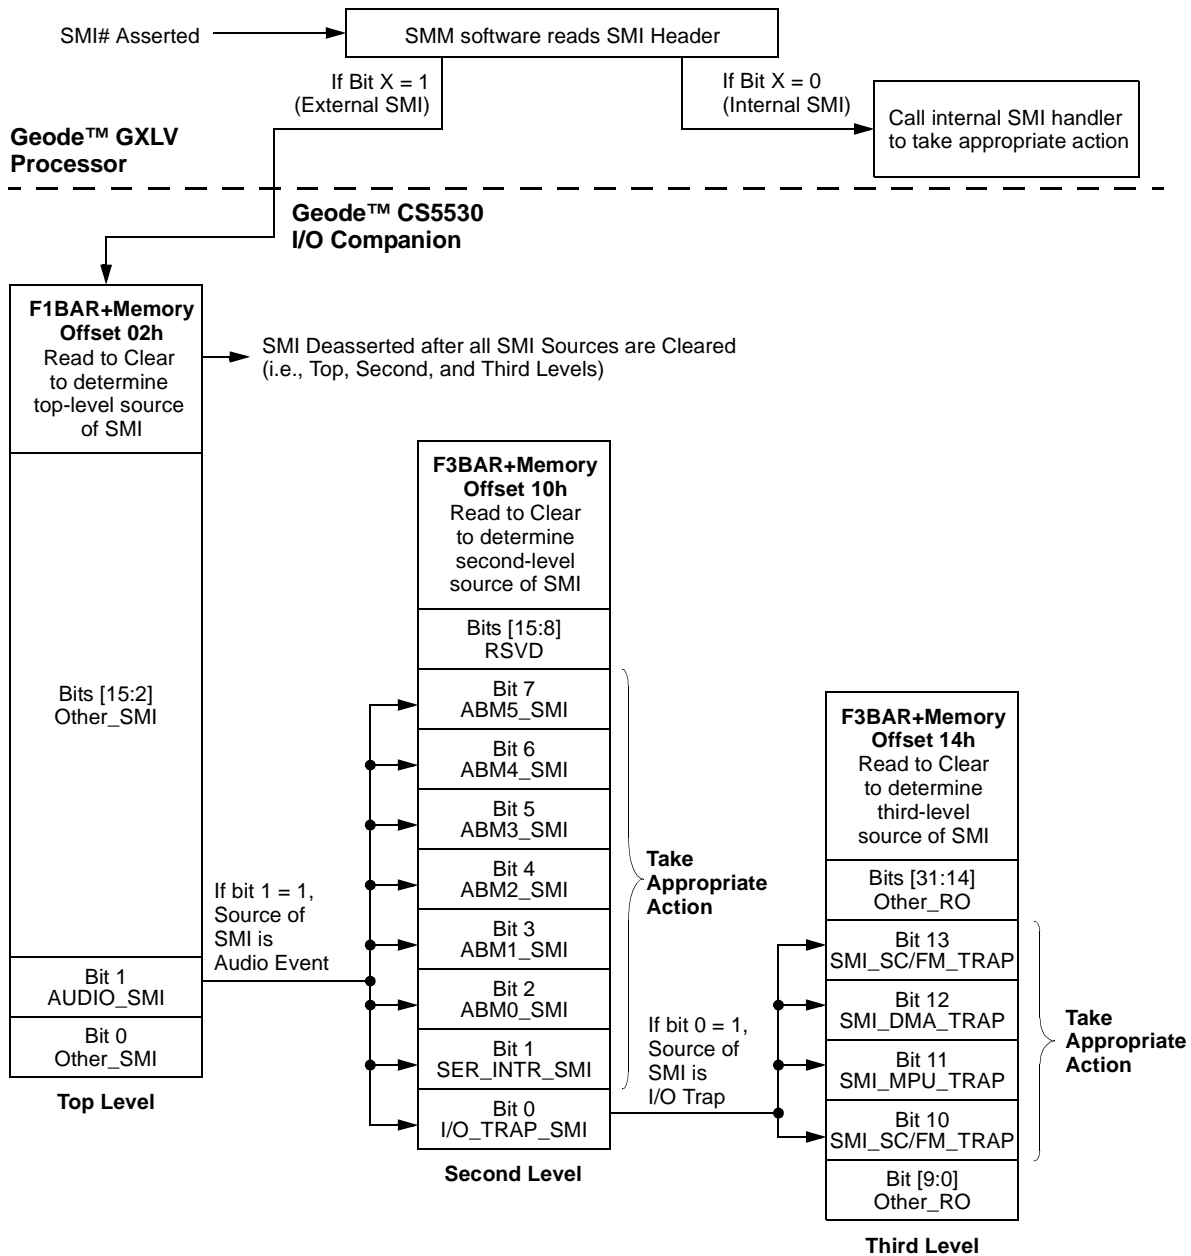 SMI# Asserted
SMM software reads SMI Header
If Bit X = 1
(External SMI)
If Bit X = 0
(Internal SMI)
Call internal SMI handler
to take appropriate action
Geode™ GXLV
Processor
Geode™ CS5530
I/O Companion
F1BAR+Memory
Offset 02h
Read to Clear
to determine
top-level source
of SMI
SMI Deasserted after all SMI Sources are Cleared
(i.e., Top, Second, and Third Levels)
Bits [15:2]
Other_SMI
Bit 1
AUDIO_SMI
Bit 0
Other_SMI
Top Level
If bit 1 = 1,
Source of
SMI is
Audio Event
F3BAR+Memory
Offset 10h
Read to Clear
to determine
second-level
source of SMI
Bits [15:8]
RSVD
Bit 7
ABM5_SMI
Bit 6
ABM4_SMI
Bit 5
ABM3_SMI
Bit 4
ABM2_SMI
Bit 3
ABM1_SMI
Bit 2
ABM0_SMI
Bit 1
SER_INTR_SMI
Bit 0
I/O_TRAP_SMI
Second Level
Take
Appropriate
Action
If bit 0 = 1,
Source of
SMI is
I/O Trap
F3BAR+Memory
Offset 14h
Read to Clear
to determine
third-level
source of SMI
Bits [31:14]
Other_RO
Bit 13
SMI_SC/FM_TRAP
Bit 12
SMI_DMA_TRAP
Bit 11
SMI_MPU_TRAP
Bit 10
SMI_SC/FM_TRAP
Bit [9:0]
Other_RO
Third Level
Take
Appropriate
Action